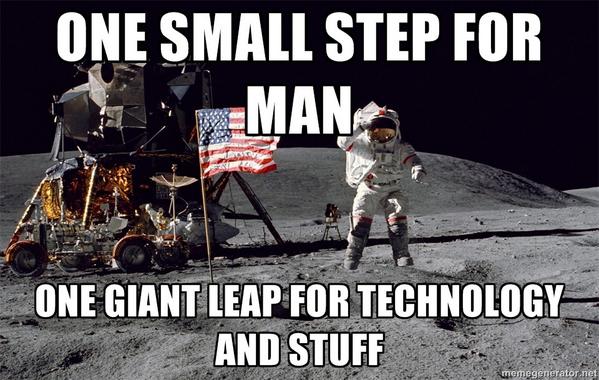 ONE SMALL STEP FOR
MAN
ONE GIANT LEAP FOR TECHNOLOGY
AND STUFF
memegenerator.net